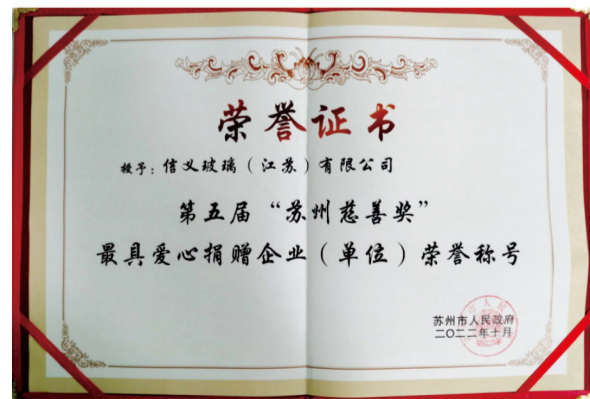 荣誉证书
授予：信义玻璃（江苏）有限公司
第五届“苏州慈善奖”
最具爱心捐赠企业（单位）荣誉称号
苏州市人民政府
二〇二二年十月